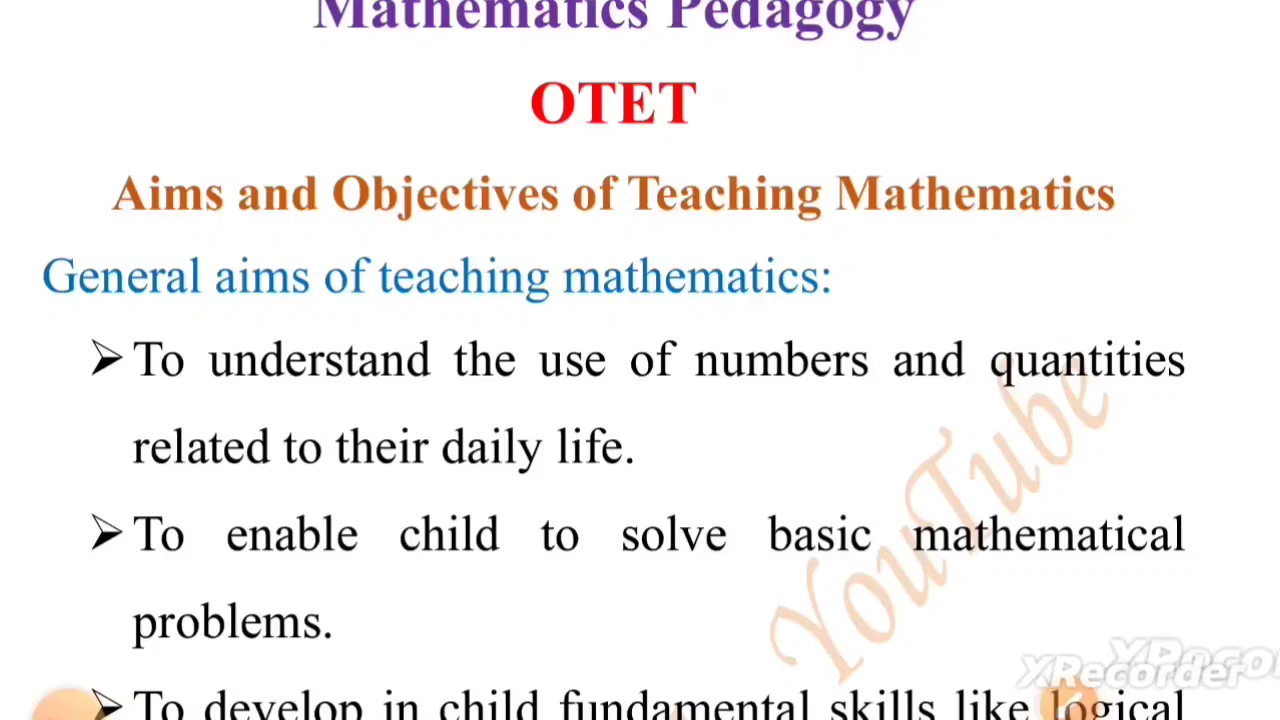 Mathematics Pedagogy
OTET
Aims and Objectives of Teaching Mathematics
General aims of teaching mathematics:
➢ To understand the use of numbers and quantities
related to their daily life.
➢ To enable child to solve basic mathematical
problems.
➢ To develop in child fundamental skills like logical
YouTube
XRecorder
XRecorder